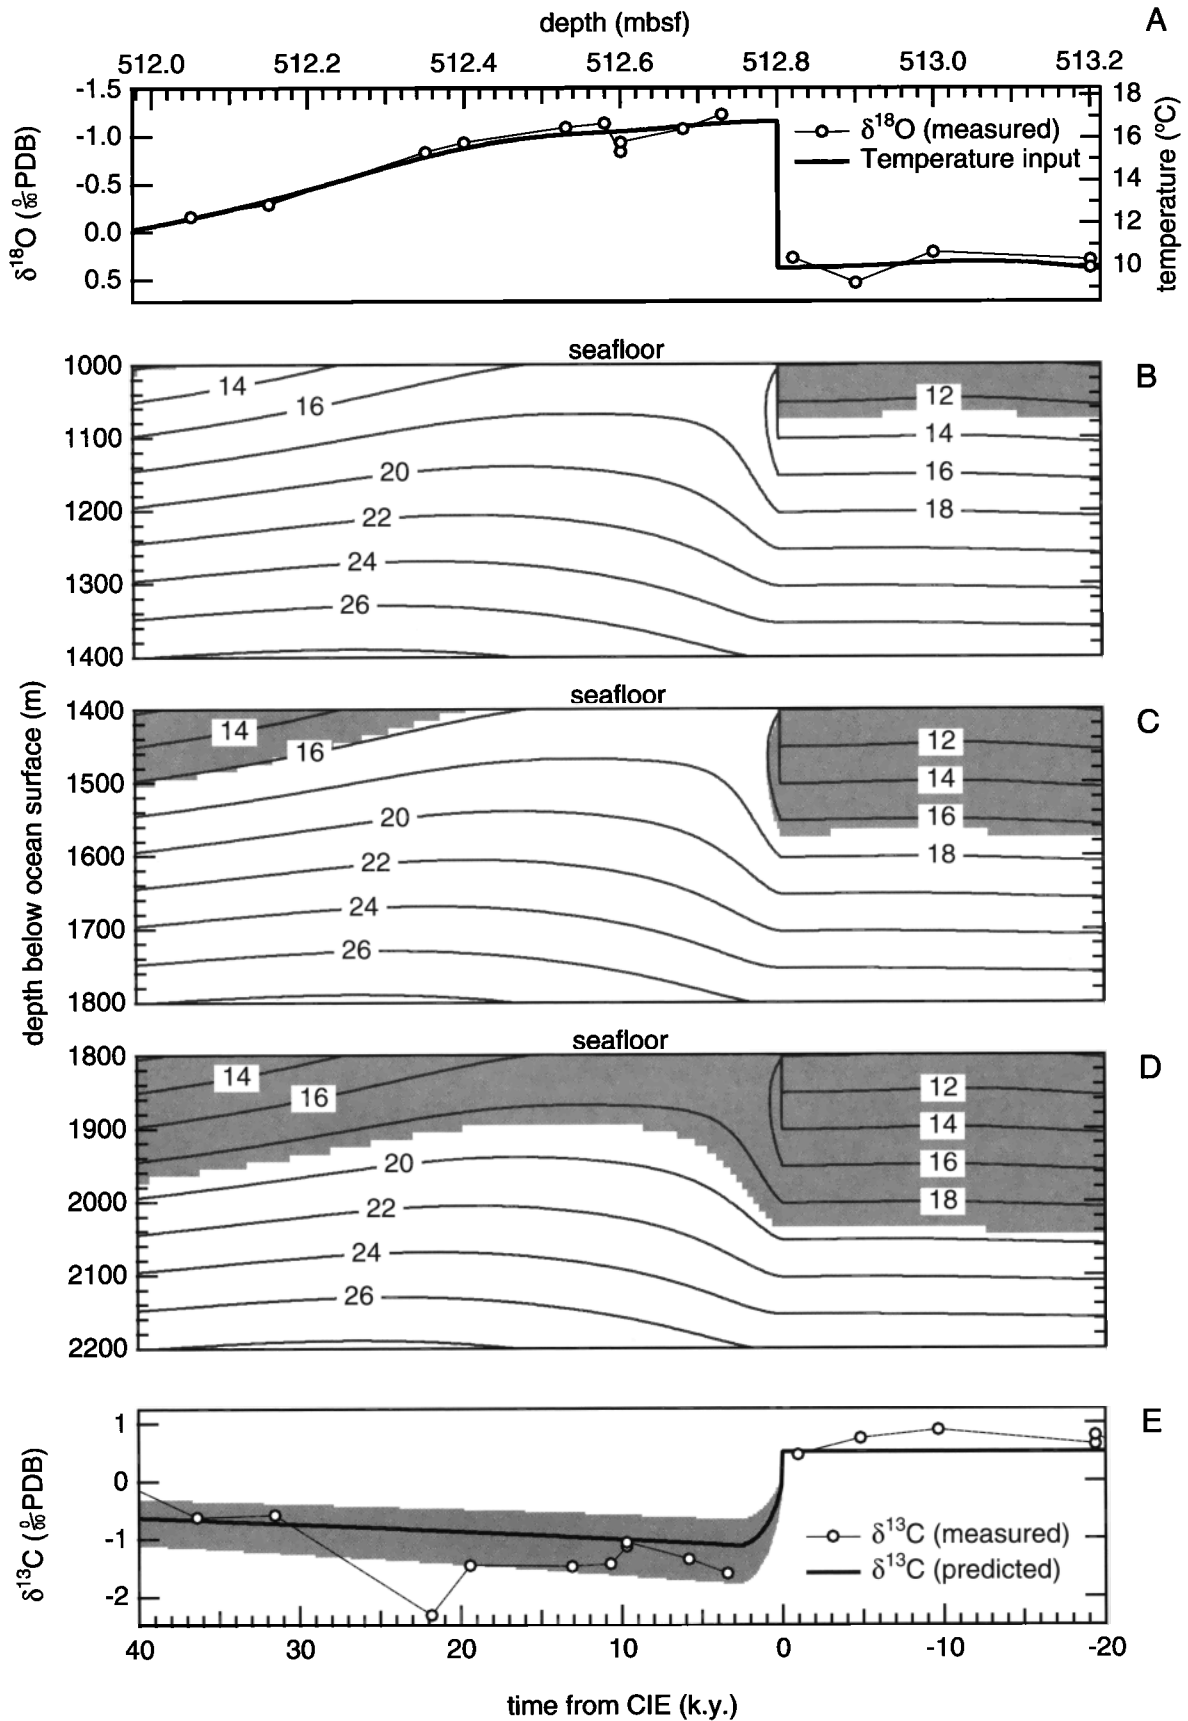 depth (mbsf)
A
512.0 512.2 512.4 512.6 512.8 513.0 513.2
-1.5
-1.0
-0.5
0.0
0.5
δ18O (‰PDB)
δ18O (measured)
Temperature input
18
16
14
12
10
temperature (ºC)
seafloor
B
1000
1100
1200
1300
1400
14
16
20
22
24
26
12
14
16
18
depth below ocean surface (m)
seafloor
C
1400
1500
1600
1700
1800
14
16
20
22
24
26
12
14
16
18
seafloor
D
1800
1900
2000
2100
2200
14
16
20
22
24
26
12
14
16
18
E
1
0
-1
-2
δ13C (‰PDB)
δ13C (measured)
δ13C (predicted)
40 30 20 10 0 -10 -20
time from CIE (k.y.)